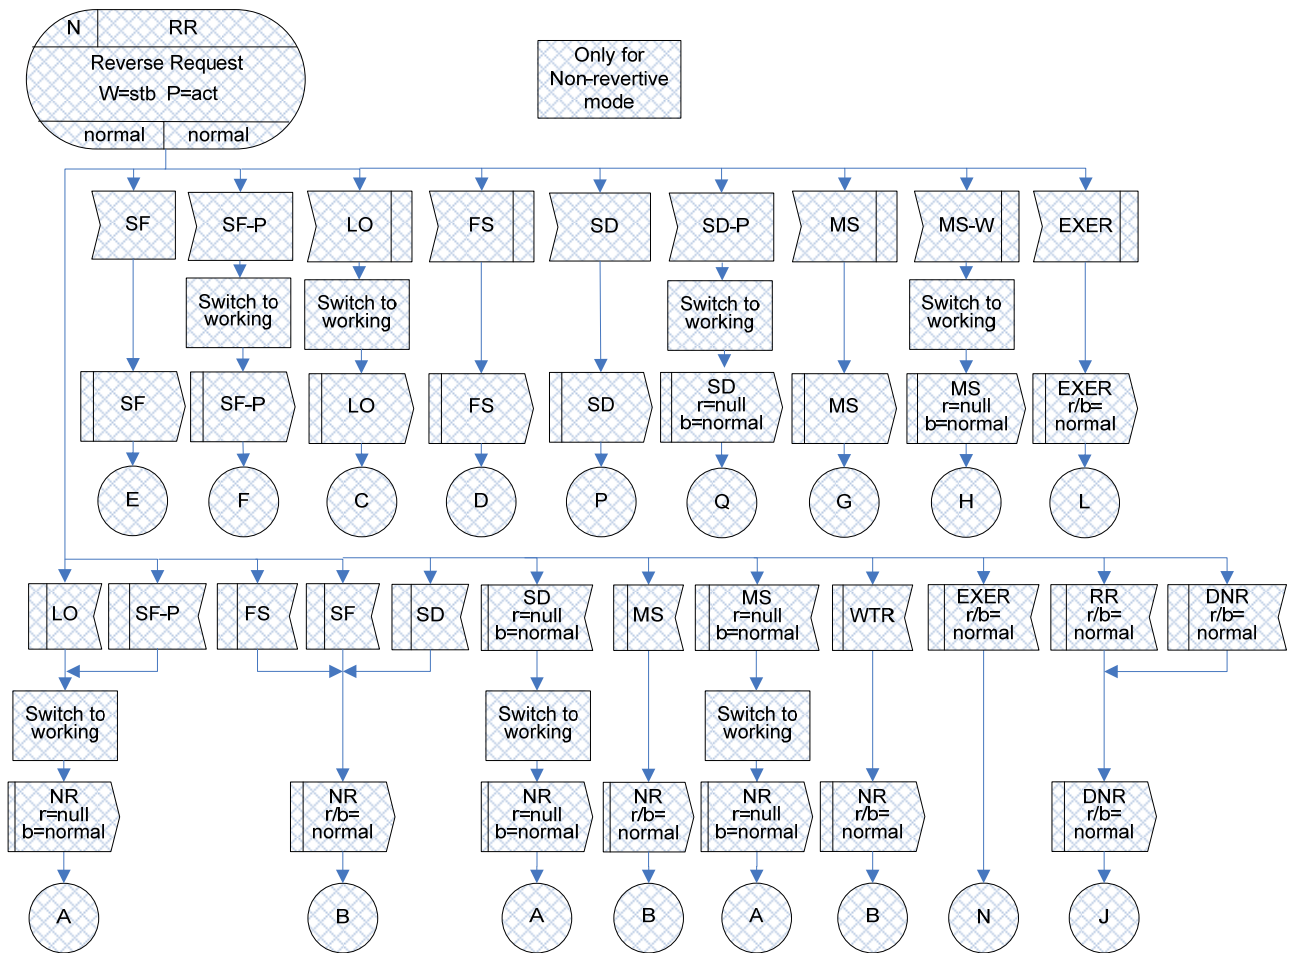 N RR
Reverse Request
W=stb P=act
normal normal
Only for
Non-revertive
mode
SF SF-P LO FS SD SD-P MS MS-W EXER
Switch to
working
Switch to
working
Switch to
working
Switch to
working
SF
SF-P
LO
FS
SD
SD
r=null
b=normal
MS
MS
r=null
b=normal
EXER
r/b=
normal
E F C D P Q G H L
LO
SF-P
FS
SF
SD
SD
r=null
b=normal
MS
MS
r=null
b=normal
WTR
EXER
r/b=
normal
RR
r/b=
normal
DNR
r/b=
normal
Switch to
working
Switch to
working
Switch to
working
NR
r=null
b=normal
NR
r/b=
normal
NR
r=null
b=normal
NR
r/b=
normal
NR
r=null
b=normal
NR
r/b=
normal
DNR
r/b=
normal
A B A B A B N J